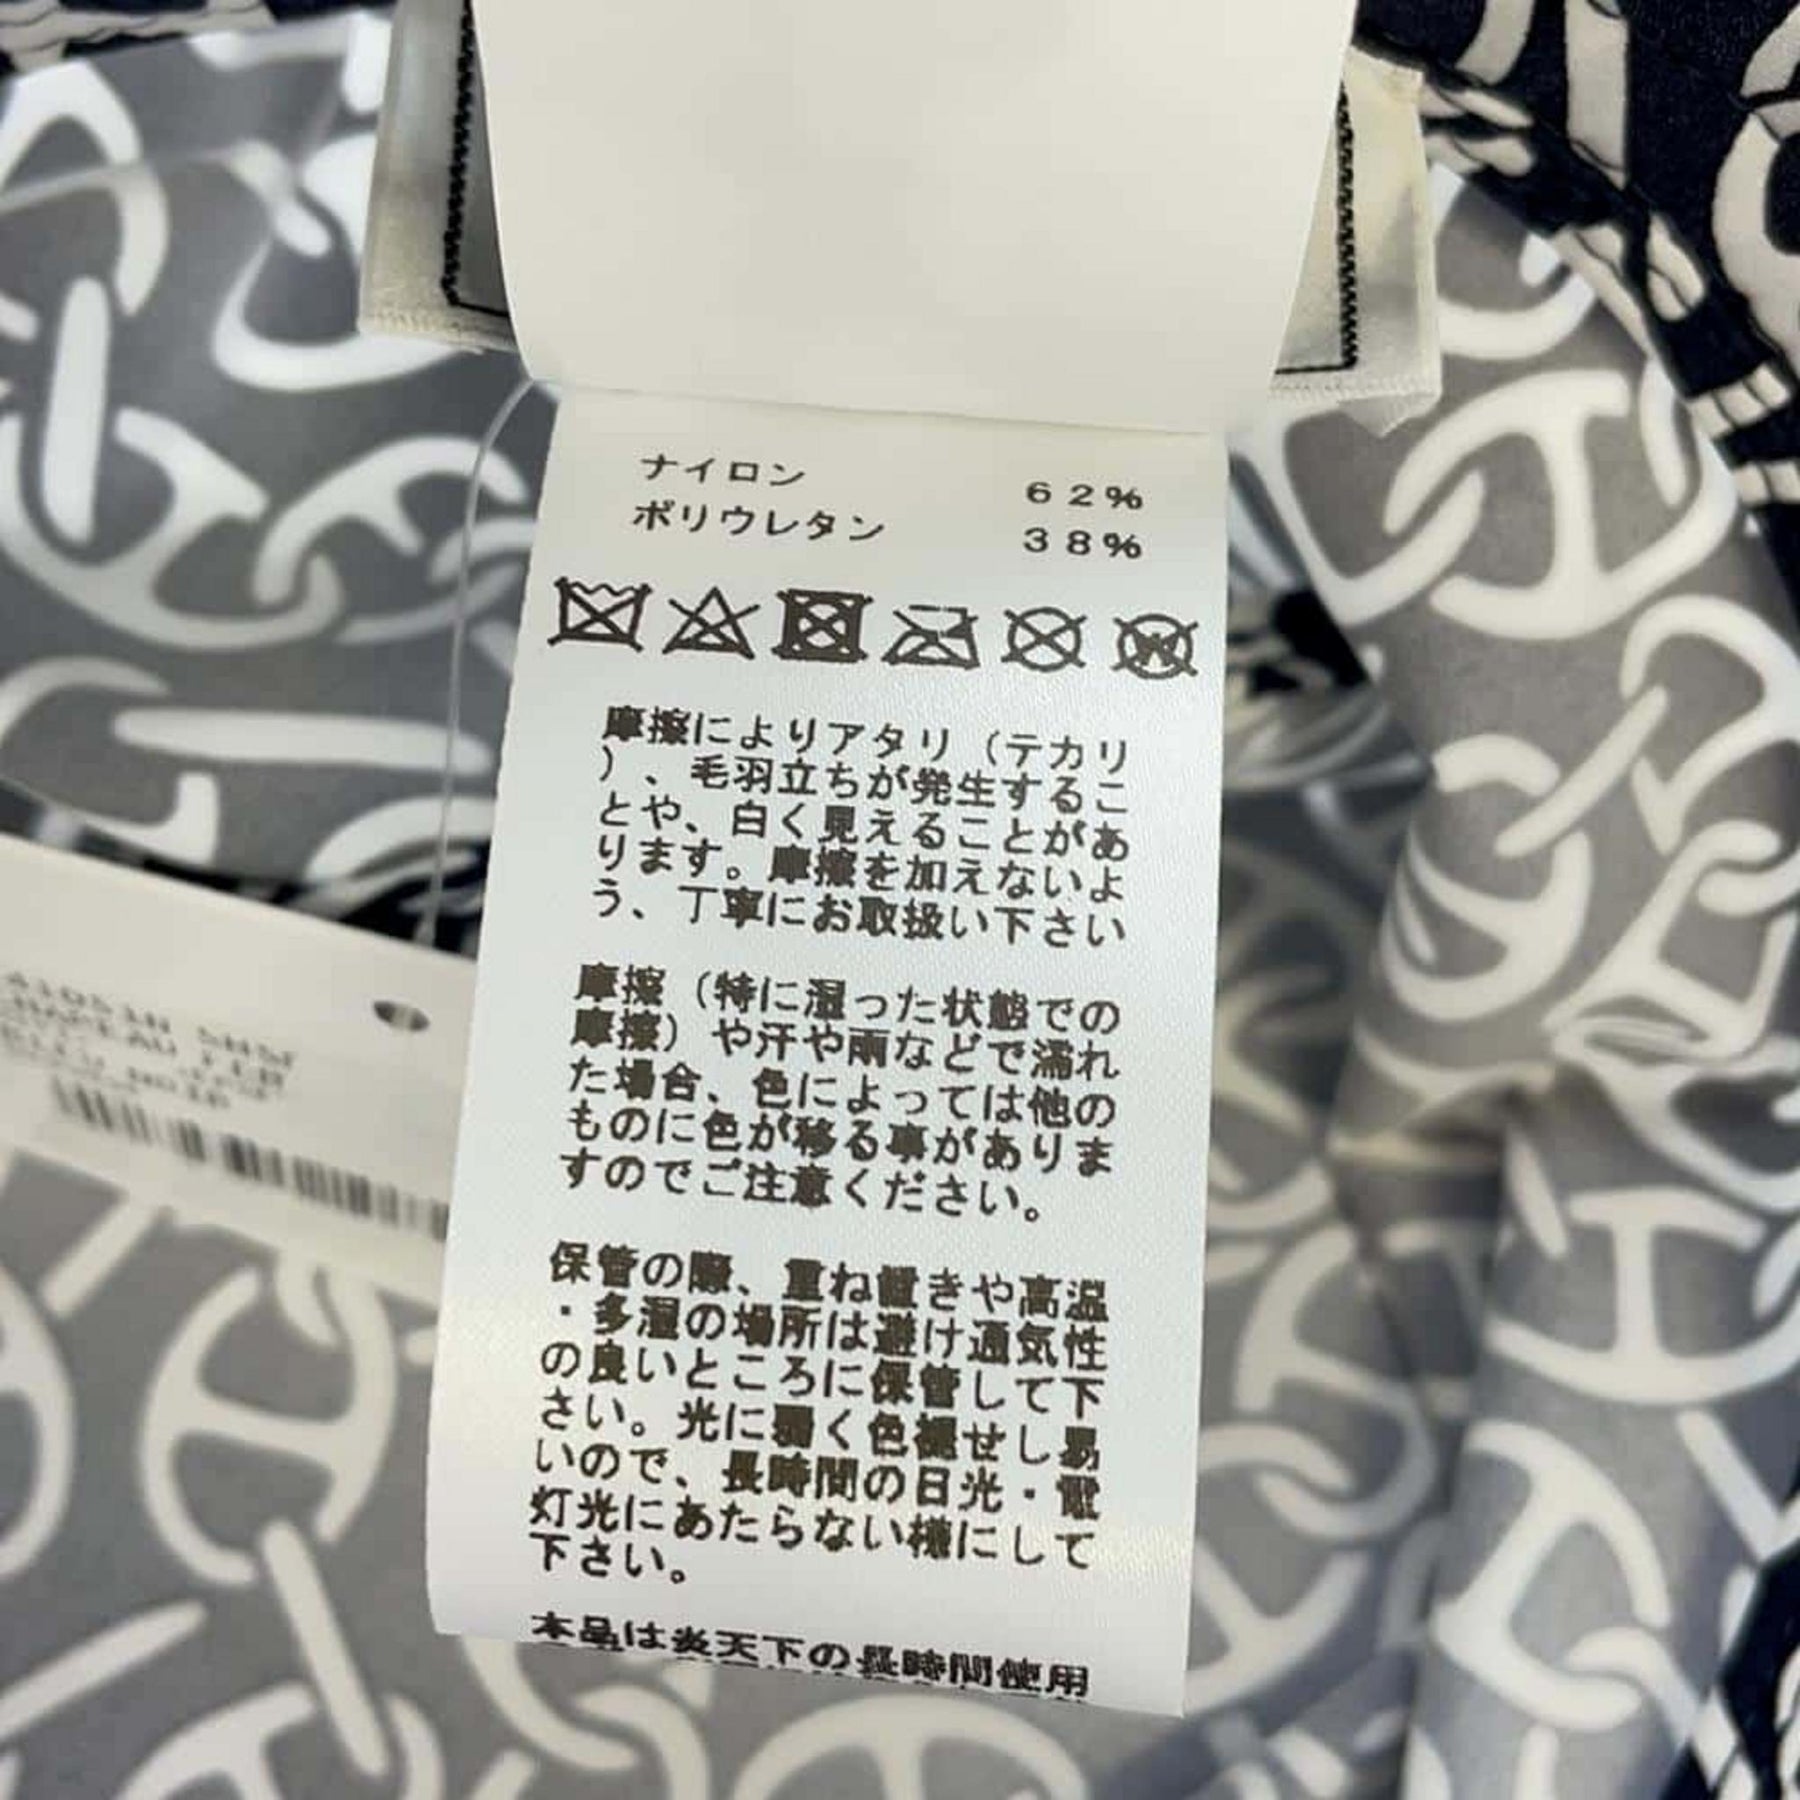 ナイロン 62%
ポリウレタン 38%
摩擦によりアタリ（テカリ
）、毛羽立ちが発生するこ
とや、白く見えることがあ
ります。摩擦を加えないよ
う、丁寧にお取扱い下さい
摩擦（特に湿った状態での
摩擦）や汗や雨などで濡れ
た場合、色によっては他の
ものに色が移る事がありま
すのでご注意ください。
保管の際、重ね置きや高温
・多湿の場所は避け通気性
の良いところに保管して下
さい。光に弱く色褪せし易
いので、長時間の日光・電
灯光にあたらない様にして
下さい。
本品は炎天下の長時間使用